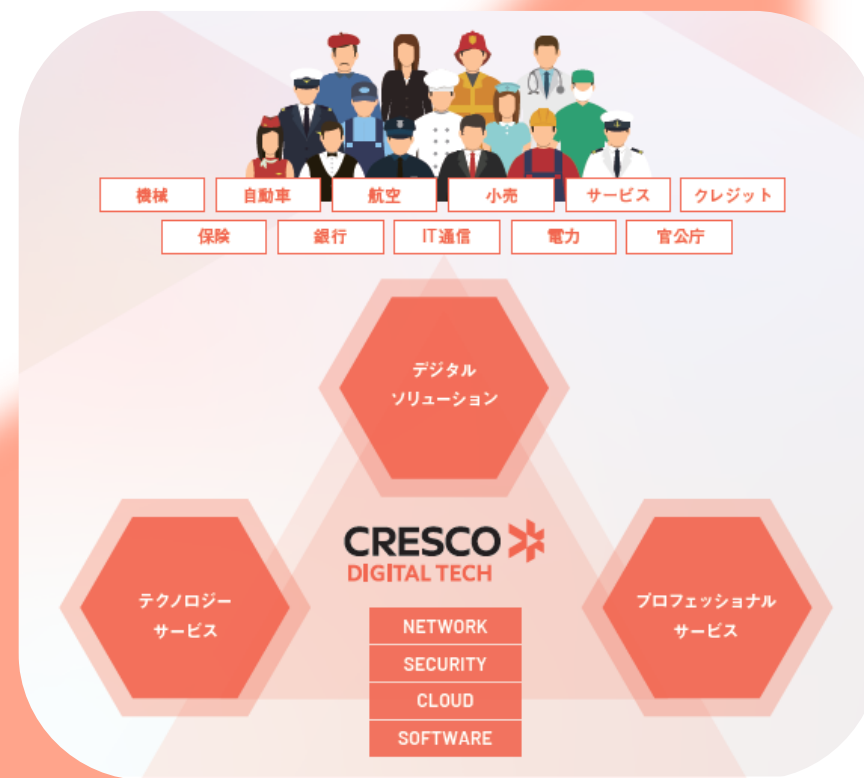 機械
自動車
航空
小売
サービス
クレジット
保険
銀行
IT通信
電力
官公庁
デジタル
ソリューション
CRESCO
DIGITAL TECH
テクノロジー
サービス
プロフェッショナル
サービス
NETWORK
SECURITY
CLOUD
SOFTWARE